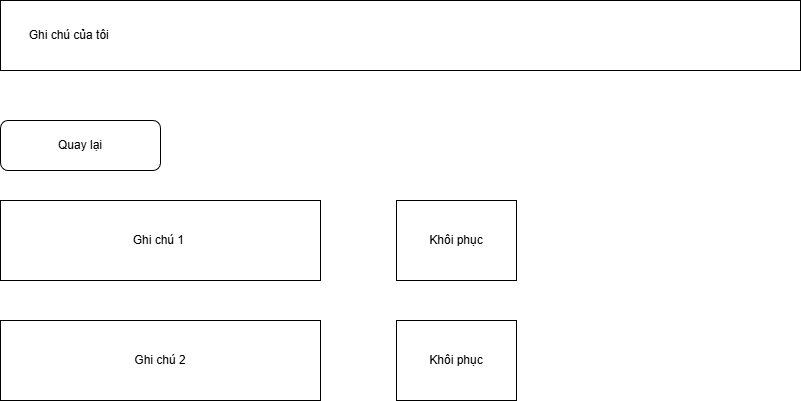 Ghi chú của tôi
Quay lại
Ghi chú 1
Khôi phục
Ghi chú 2
Khôi phục